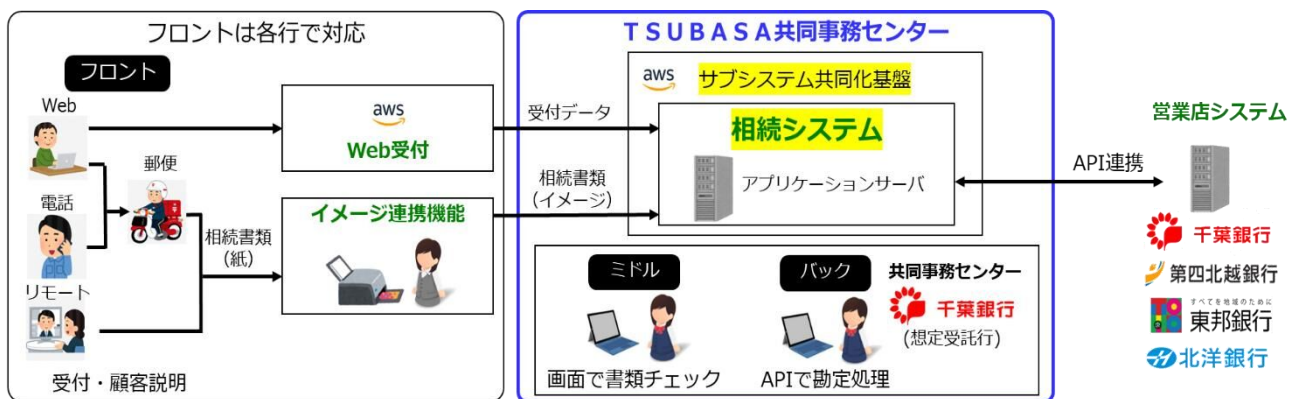 フロントは各行で対応
フロント
Web
郵便
電話
リモート
相続書類
(紙)
受付・顧客説明
aws
Web受付
イメージ連携機能
受付データ
相続書類
(イメージ)
TSUBASA共同事務センター
aws
サブシステム共同化基盤
相続システム
アプリケーションサーバ
ミドル
画面で書類チェック
バック
APIで勘定処理
共同事務センター
千葉銀行
(想定受託行)
API連携
営業店システム
千葉銀行
第四北越銀行
すべてを地域のために
東邦銀行
北洋銀行